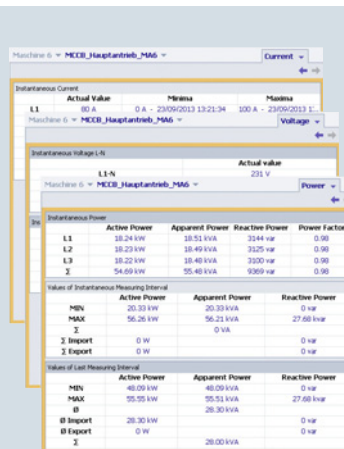 Maschine 6 MCCB_Hauptantrieb_MA6 Current
Instantaneous Current
Actual Value Minima Maxima
L1 80 A 0 A - 23/09/2013 13:21:34 100 A - 23/09/2013 1
Maschine 6 MCCB_Hauptantrieb_MA6 Voltage
Instantaneous Voltage L-N
Actual value
L1-N 231 V
Maschine 6 MCCB_Hauptantrieb_MA6 Power
Ins
Instantaneous Power
Active Power Apparent Power Reactive Power Power Factor
L1 18.24 kW 18.51 kVA 3144 var 0.98
L2 18.23 kW 18.49 kVA 3125 var 0.98
L3 18.22 kW 18.48 kVA 3100 var 0.98
Σ 54.69 kW 55.48 kVA 9369 var 0.98
Values of Instantaneous Measuring Interval
Active Power Apparent Power Reactive Power
MIN 20.33 kW 20.33 kVA 0 var
MAX 56.26 kW 56.21 kVA 27.68 kvar
Σ 0 VA
Σ Import 0 W 0 var
Σ Export 0 W 0 var
Values of Last Measuring Interval
Active Power Apparent Power Reactive Power
MIN 48.09 kW 48.09 kVA 0 var
MAX 55.55 kW 55.51 kVA 27.68 kvar
Ø 28.30 kVA
Ø Import 28.30 kW 0 var
Ø Export 0 W 0 var
Σ 28.00 kVAh